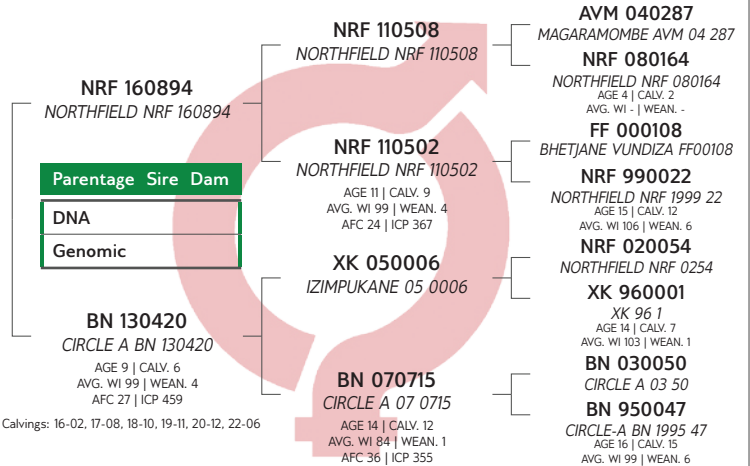 NRF 160894
NORTHFIELD NRF 160894
Parentage Sire Dam
DNA
Genomic
BN 130420
CIRCLE A BN 130420
AGE 9 | CALV. 6
AVG. WI 99 | WEAN. 4
AFC 27 | ICP 459
Calvings: 16-02, 17-08, 18-10, 19-11, 20-12, 22-06
NRF 110508
NORTHFIELD NRF 110508
NRF 110502
NORTHFIELD NRF 110502
AGE 11 | CALV. 9
AVG. WI 99 | WEAN. 4
AFC 24 | ICP 367
XK 050006
IZIMPUKANE 05 0006
BN 070715
CIRCLE A 07 0715
AGE 14 | CALV. 12
AVG. WI 84 | WEAN. 1
AFC 36 | ICP 355
AVM 040287
MAGARAMOMBE AVM 04 287
NRF 080164
NORTHFIELD NRF 080164
AGE 4 | CALV. 2
AVG. WI - | WEAN. -
FF 000108
BHETJANE VUNDIZA FF00108
NRF 990022
NORTHFIELD NRF 1999 22
AGE 15 | CALV. 12
AVG. WI 106 | WEAN. 6
NRF 020054
NORTHFIELD NRF 0254
XK 960001
XK 96 1
AGE 14 | CALV. 7
AVG. WI 103 | WEAN. 1
BN 030050
CIRCLE A 03 50
BN 950047
CIRCLE-A BN 1995 47
AGE 16 | CALV. 15
AVG. WI 99 | WEAN. 6